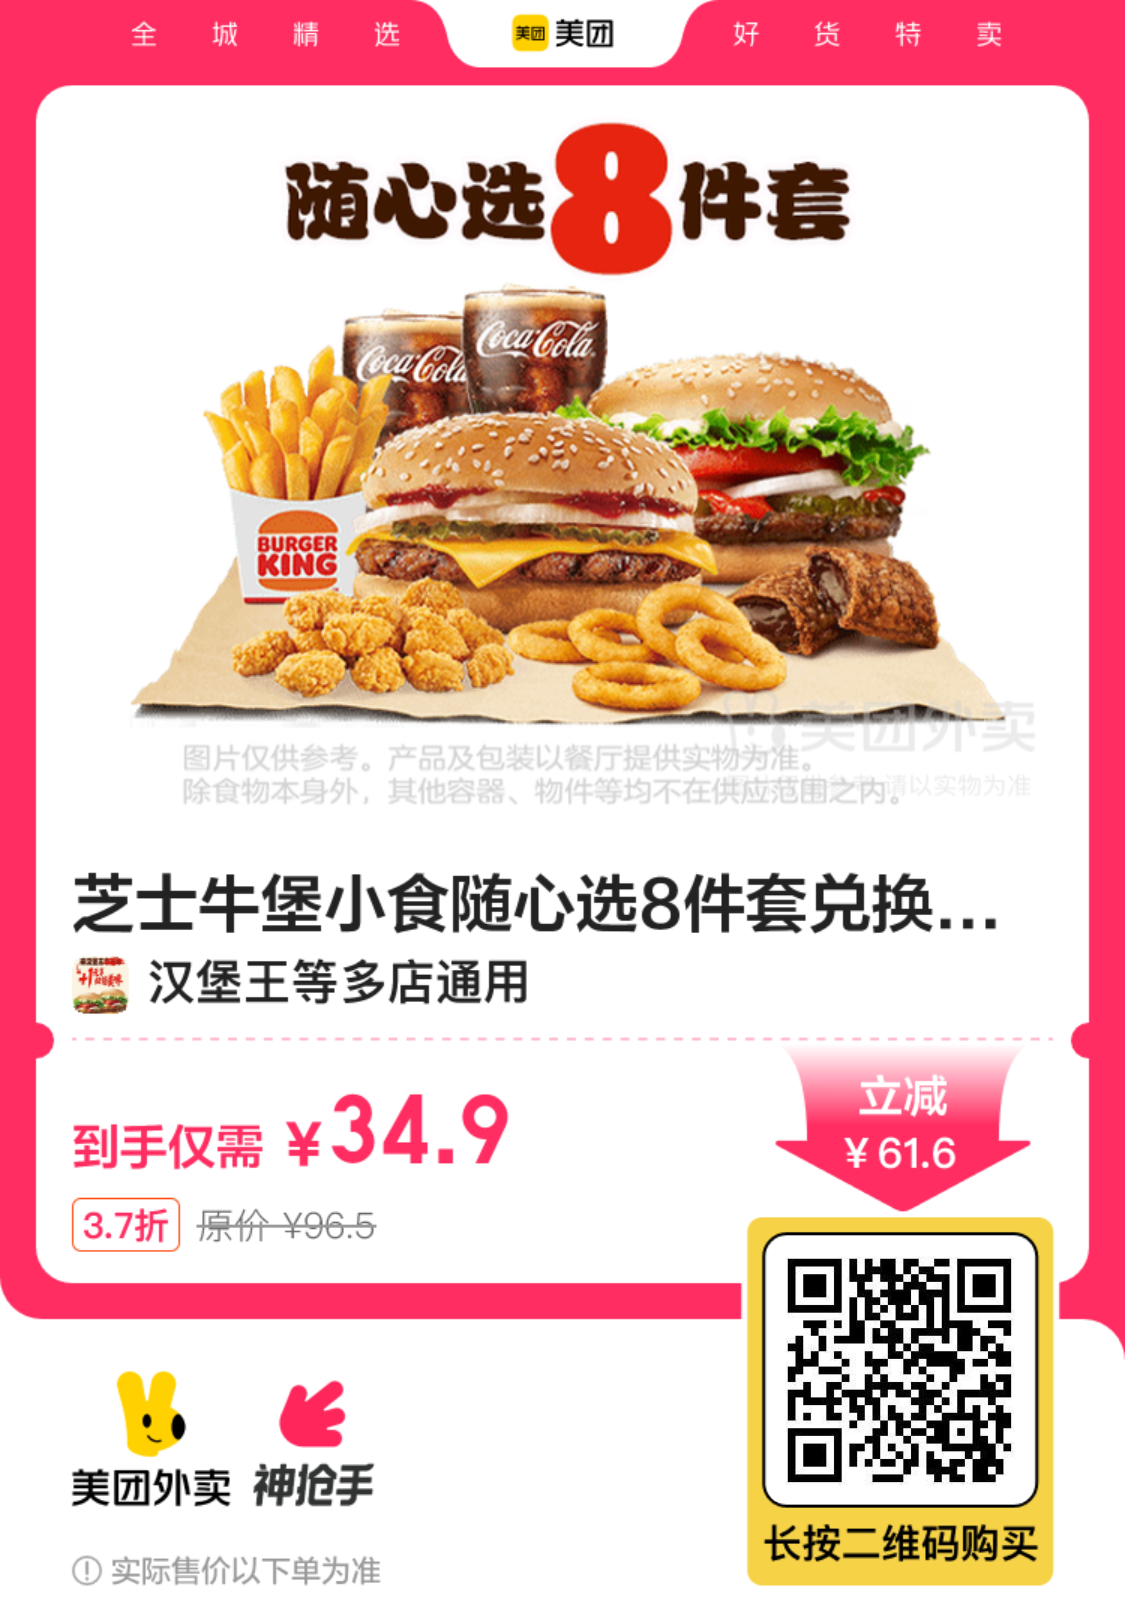 全城精选
美团 美团
好货特卖
随心选8件套
Coca-Cola
Coca-Cola
BURGER
KING
美团外卖
图片仅供参考。产品及包装以餐厅提供实物为准。
除食物本身外，其他容器、物件等均不在供应范围之内。
请以实物为准
芝士牛堡小食随心选8件套兑换...
汉堡王等多店通用
到手仅需 ¥34.9
立减
¥61.6
3.7折 原价 ¥96.5
美团外卖 神抢手
长按二维码购买
实际售价以下单为准